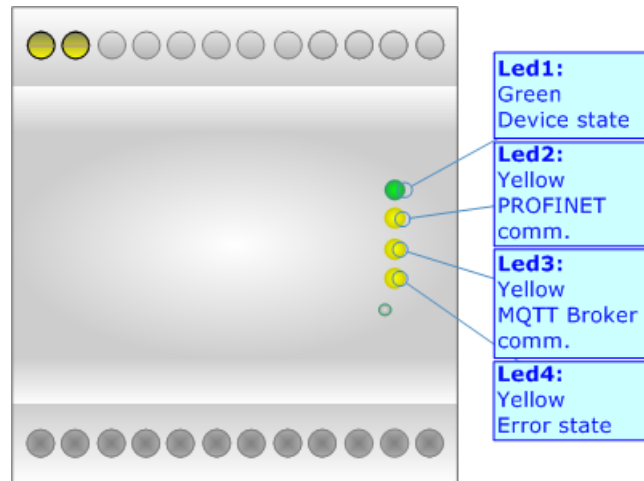 Led1:
Green
Device state
Led2:
Yellow
PROFINET
comm.
Led3:
Yellow
MQTT Broker
comm.
Led4:
Yellow
Error state